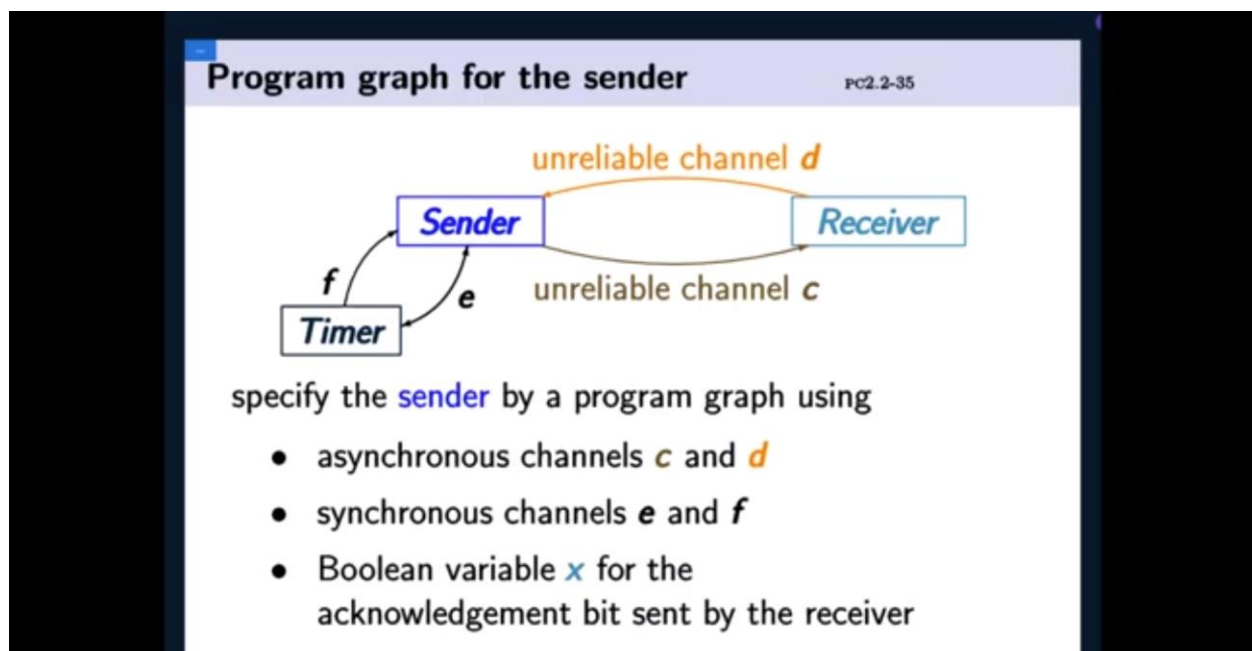 Program graph for the sender PC2.2-35
unreliable channel d
Sender Receiver
f e unreliable channel c
Timer
specify the sender by a program graph using
• asynchronous channels c and d
• synchronous channels e and f
• Boolean variable x for the
acknowledgement bit sent by the receiver